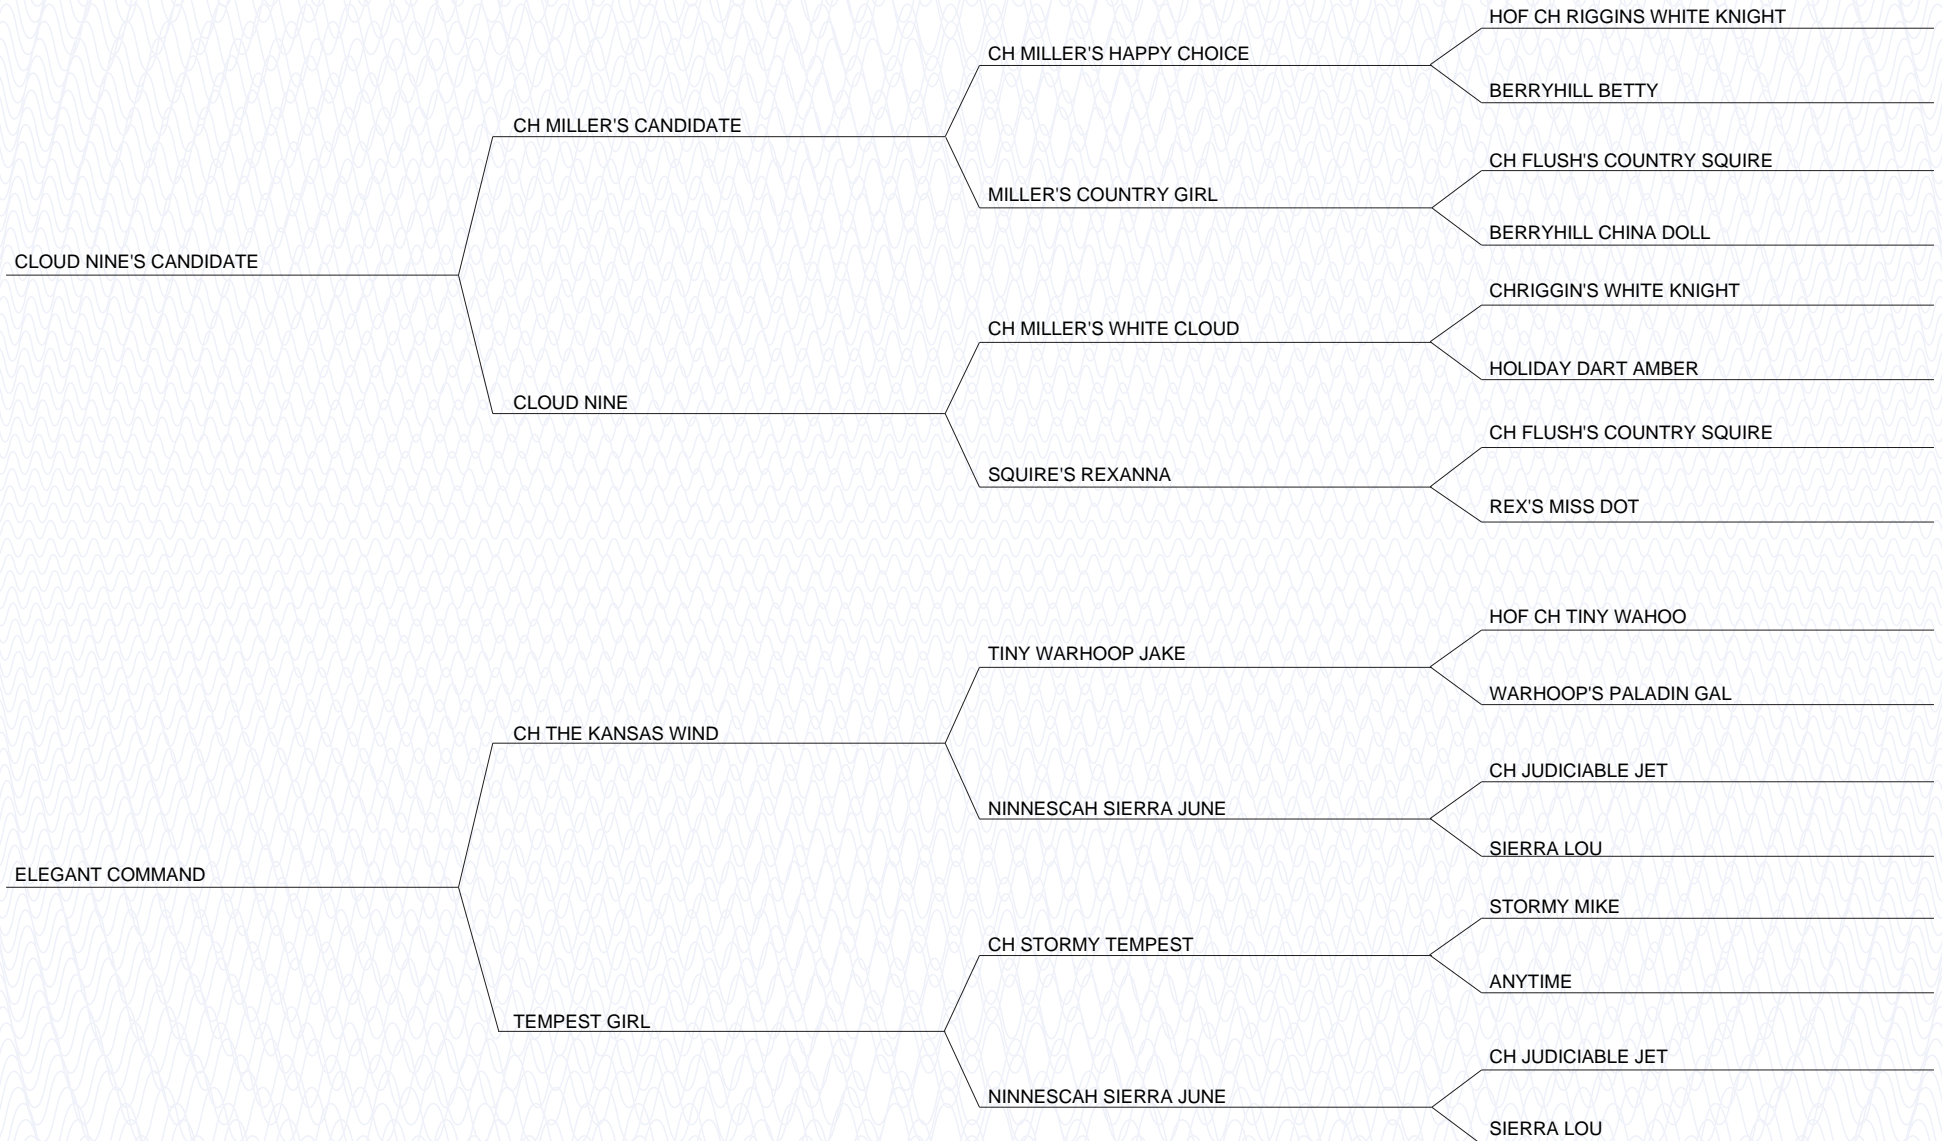 HOF CH RIGGINS WHITE KNIGHT
CH MILLER'S HAPPY CHOICE
BERRYHILL BETTY
CH MILLER'S CANDIDATE
CH FLUSH'S COUNTRY SQUIRE
MILLER'S COUNTRY GIRL
BERRYHILL CHINA DOLL
CLOUD NINE'S CANDIDATE
CHRIGGIN'S WHITE KNIGHT
CH MILLER'S WHITE CLOUD
HOLIDAY DART AMBER
CLOUD NINE
CH FLUSH'S COUNTRY SQUIRE
SQUIRE'S REXANNA
REX'S MISS DOT
HOF CH TINY WAHOO
TINY WARHOOP JAKE
WARHOOP'S PALADIN GAL
CH THE KANSAS WIND
CH JUDICIABLE JET
NINNESCAH SIERRA JUNE
SIERRA LOU
ELEGANT COMMAND
STORMY MIKE
CH STORMY TEMPEST
ANYTIME
TEMPEST GIRL
CH JUDICIABLE JET
NINNESCAH SIERRA JUNE
SIERRA LOU